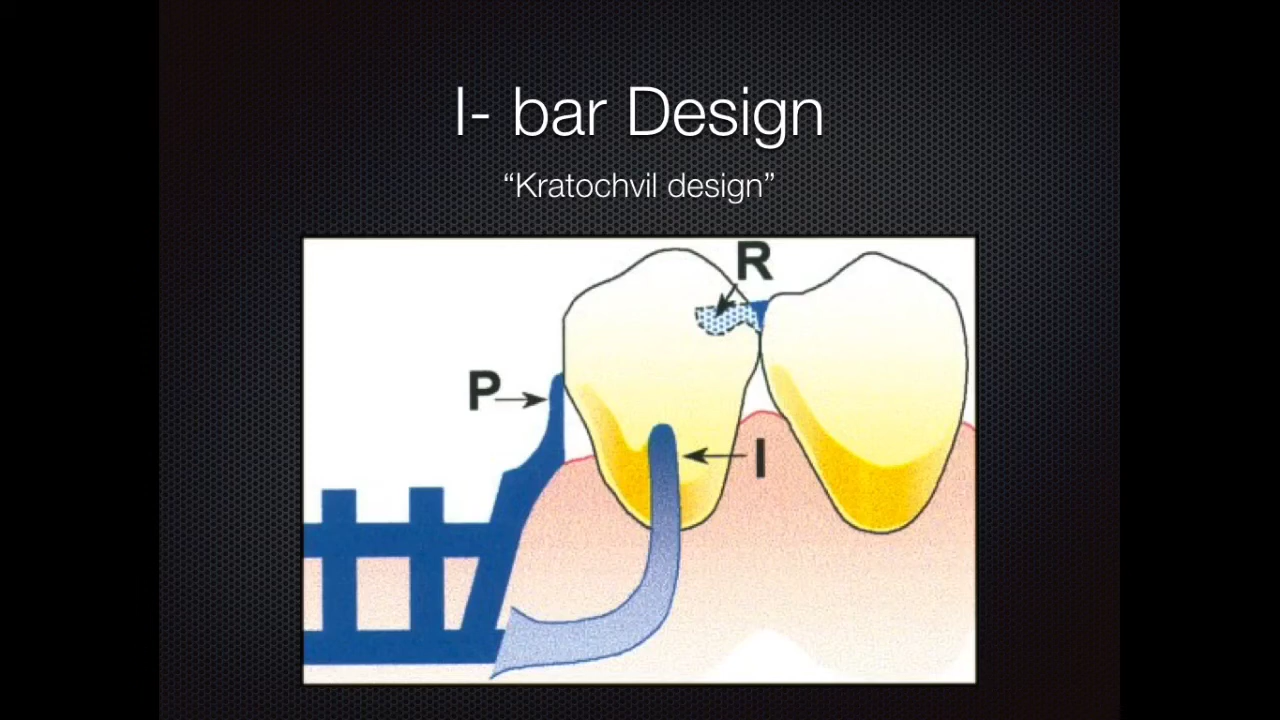 I- bar Design
“Kratochvil design”
R
P
I